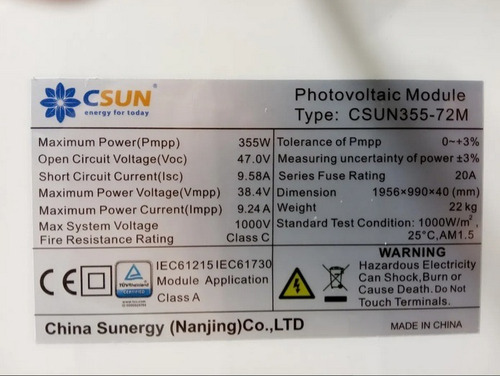 CSUN
energy for today
Photovoltaic Module
Type: CSUN355-72M
Maximum Power(Pmpp) 355W
Open Circuit Voltage(Voc) 47.0V
Short Circuit Current(Isc) 9.58A
Maximum Power Voltage(Vmpp) 38.4V
Maximum Power Current(Impp) 9.24A
Max System Voltage 1000V
Fire Resistance Rating Class C
Tolerance of Pmpp 0~+3%
Measuring uncertainty of power ±3%
Series Fuse Rating 20A
Dimension 1956×990×40(mm)
Weight 22kg
Standard Test Condition: 1000W/m²,
25°C,AM1.5
CE
TÜVRheinland
CERTIFIED
IEC61215 IEC61730
Module Application
Class A
WARNING
Hazardous Electricity
Can Shock,Burn or
Cause Death.Do Not
Touch Terminals.
China Sunergy (Nanjing)Co.,LTD
MADE IN CHINA